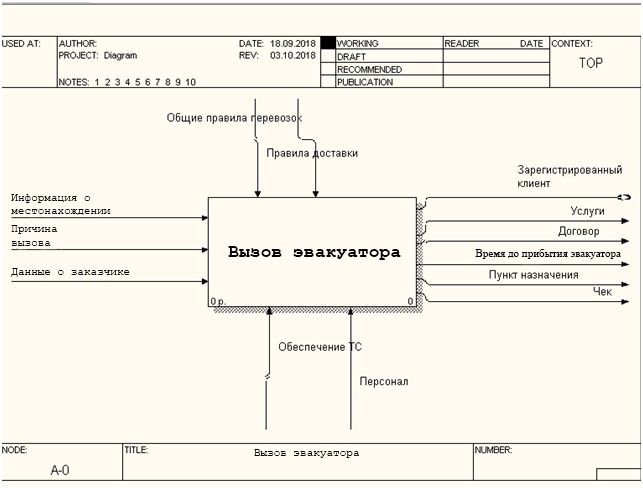 USED AT:
AUTHOR:
DATE: 18.09.2018
PROJECT: Diagram
REV: 03.10.2018
NOTES: 1 2 3 4 5 6 7 8 9 10
WORKING
DRAFT
RECOMMENDED
PUBLICATION
READER
DATE
CONTEXT:
TOP
Общие правила перевозок
Правила доставки
Информация о
местонахождении
Причина
вызова
Данные о заказчике
Вызов эвакуатора
0 р.
0
Зарегистрированный
клиент
Услуги
Договор
Время до прибытия эвакуатора
Пункт назначения
Чек
Обеспечение ТС
Персонал
NODE:
A-0
TITLE:
Вызов эвакуатора
NUMBER: